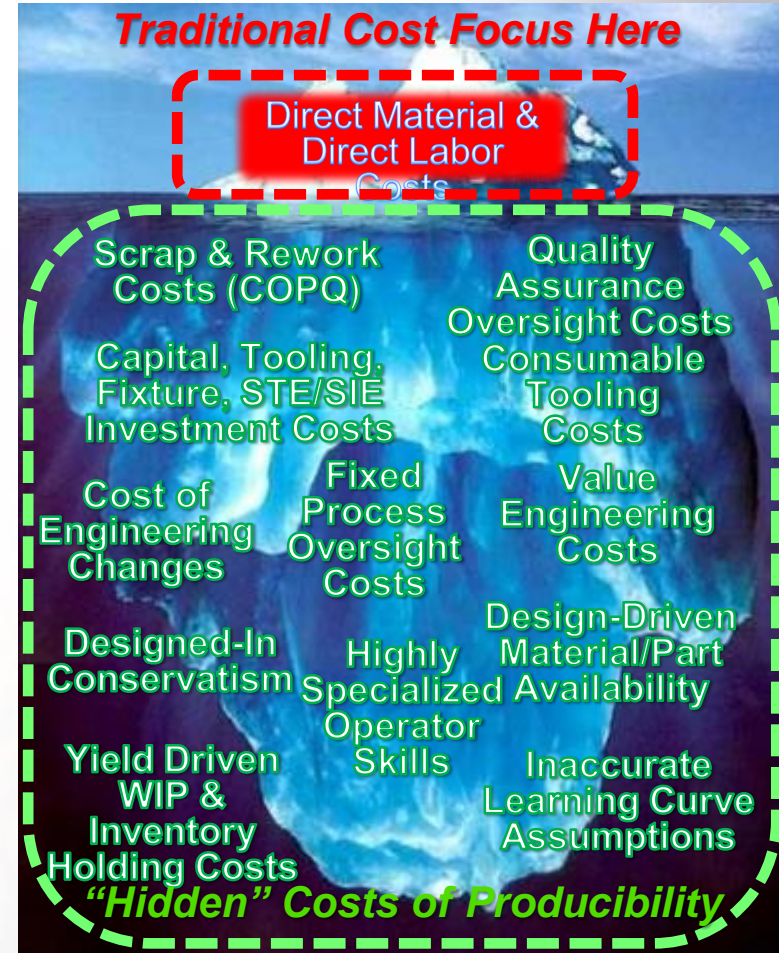 Traditional Cost Focus Here
Direct Material &
Direct Labor
Costs
Scrap & Rework
Costs (COPQ)
Quality
Assurance
Oversight Costs
Capital, Tooling,
Fixture, STE/SIE
Investment Costs
Consumable
Tooling
Costs
Cost of
Engineering
Changes
Fixed
Process
Oversight
Costs
Value
Engineering
Costs
Designed-In
Conservatism
Highly
Specialized
Operator
Skills
Design-Driven
Material/Part
Availability
Yield Driven
WIP &
Inventory
Holding Costs
Inaccurate
Learning Curve
Assumptions
“Hidden” Costs of Producibility